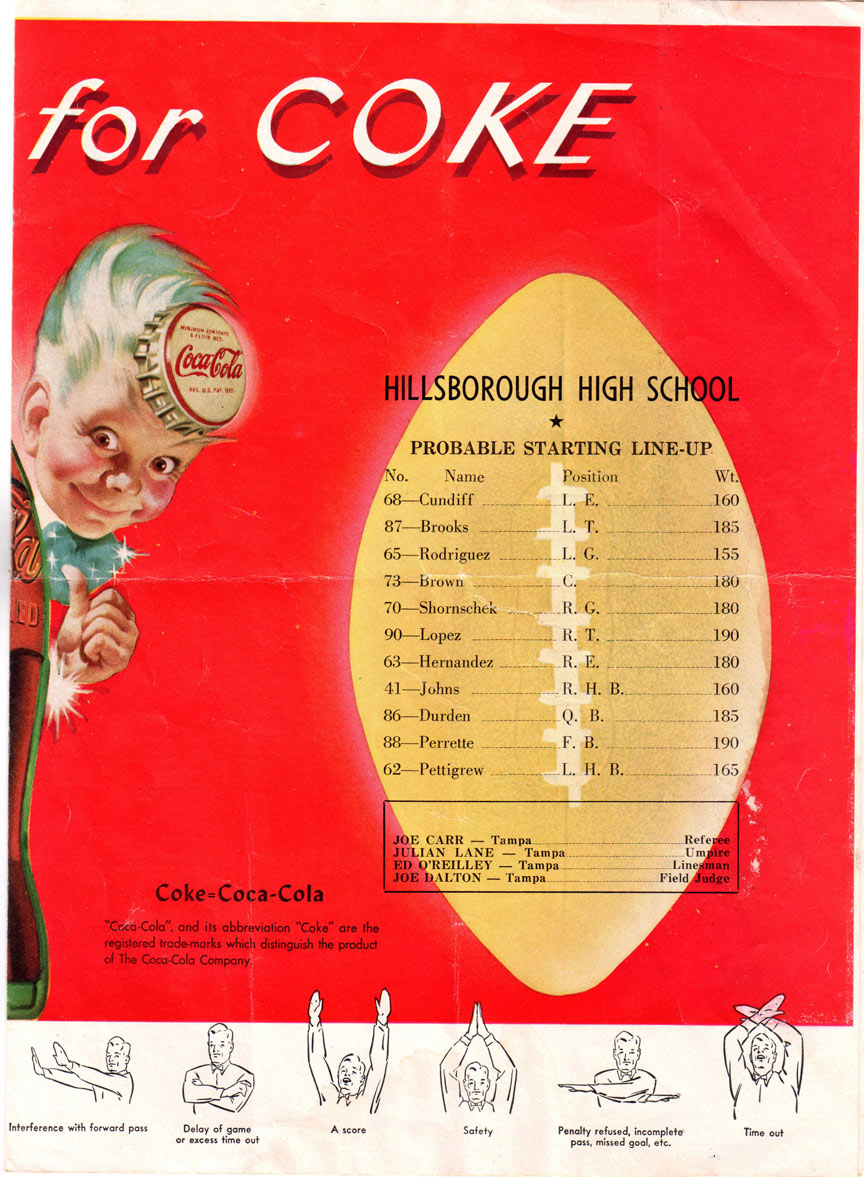 for COKE
MINIMUM CONTENTS
6 FLUID OZS.
Coca-Cola
REG. U.S. PAT. OFF.
HILLSBOROUGH HIGH SCHOOL
★
PROBABLE STARTING LINE-UP
No. Name Position Wt.
68—Cundiff L. E. 160
87—Brooks L. T. 185
65—Rodriguez L. G. 155
73—Brown C. 180
70—Shornschek R. G. 180
90—Lopez R. T. 190
63—Hernandez R. E. 180
41—Johns R. H. B. 160
86—Durden Q. B. 185
88—Perrette F. B. 190
62—Pettigrew L. H. B. 165
JOE CARR — Tampa Referee
JULIAN LANE — Tampa Umpire
ED O'REILLEY — Tampa Linesman
JOE DALTON — Tampa Field Judge
Coke=Coca-Cola
"Coca-Cola", and its abbreviation "Coke" are the
registered trade-marks which distinguish the product
of The Coca-Cola Company.
Interference with forward pass
Delay of game
or excess time out
A score
Safety
Penalty refused, incomplete
pass, missed goal, etc.
Time out